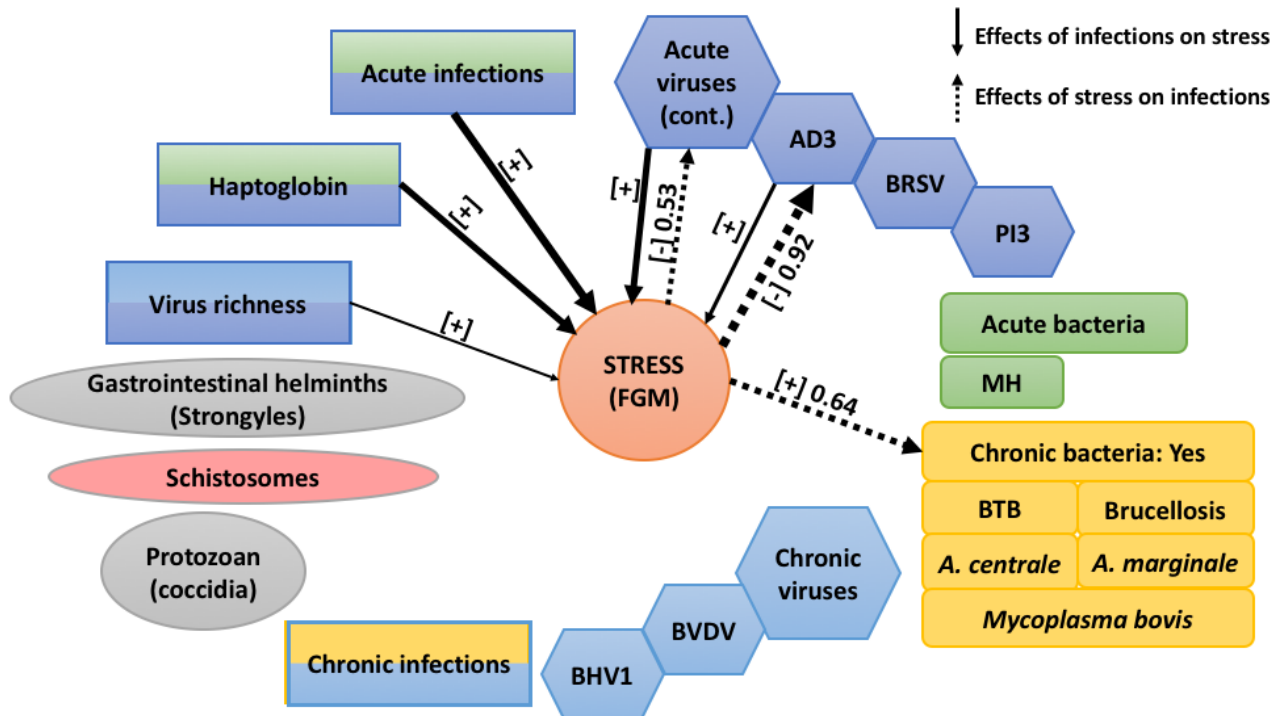 Acute infections
Acute
viruses
(cont.)
Effects of infections on stress
Effects of stress on infections
AD3
BRSV
PI3
Haptoglobin
[+]
[+]
[+]
[-] 0.53
[+]
[-] 0.92
Virus richness
[+]
STRESS
(FGM)
[+] 0.64
Acute bacteria
MH
Gastrointestinal helminths
(Strongyles)
Schistosomes
Protozoan
(coccidia)
Chronic bacteria: Yes
BTB
Brucellosis
A. centrale
A. marginale
Mycoplasma bovis
Chronic
viruses
BVDV
BHV1
Chronic infections